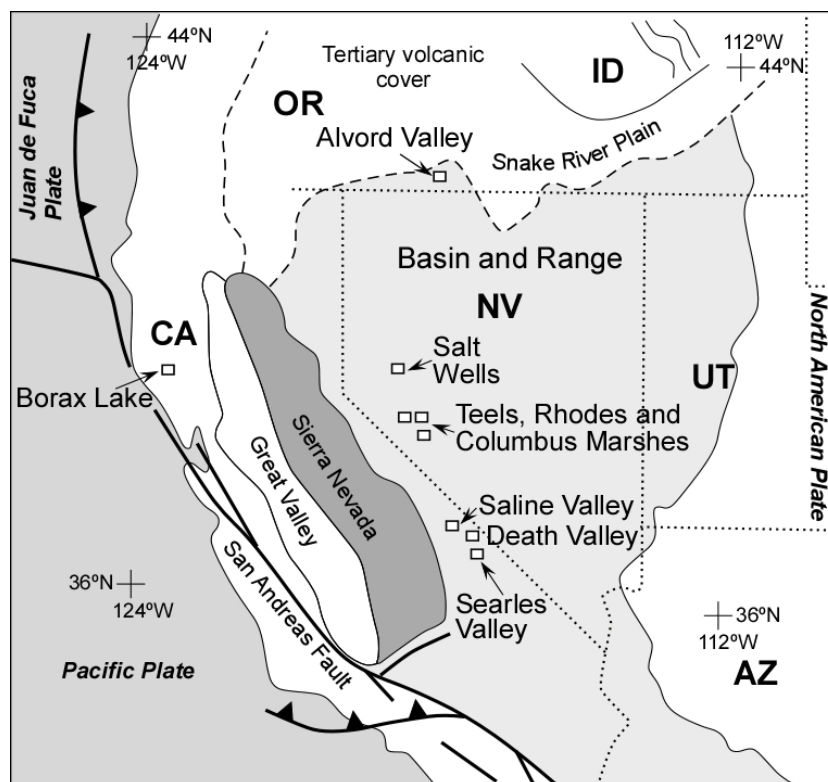 44ºN
124ºW
Tertiary volcanic
cover
ID
112ºW
44ºN
OR
Juan de Fuca
Plate
Alvord Valley
Snake River Plain
Basin and Range
NV
CA
Salt
Wells
UT
North American Plate
Borax Lake
Teels, Rhodes and
Columbus Marshes
Great Valley
Sierra Nevada
Saline Valley
Death Valley
Searles
Valley
36ºN
124ºW
San Andreas Fault
36ºN
112ºW
Pacific Plate
AZ